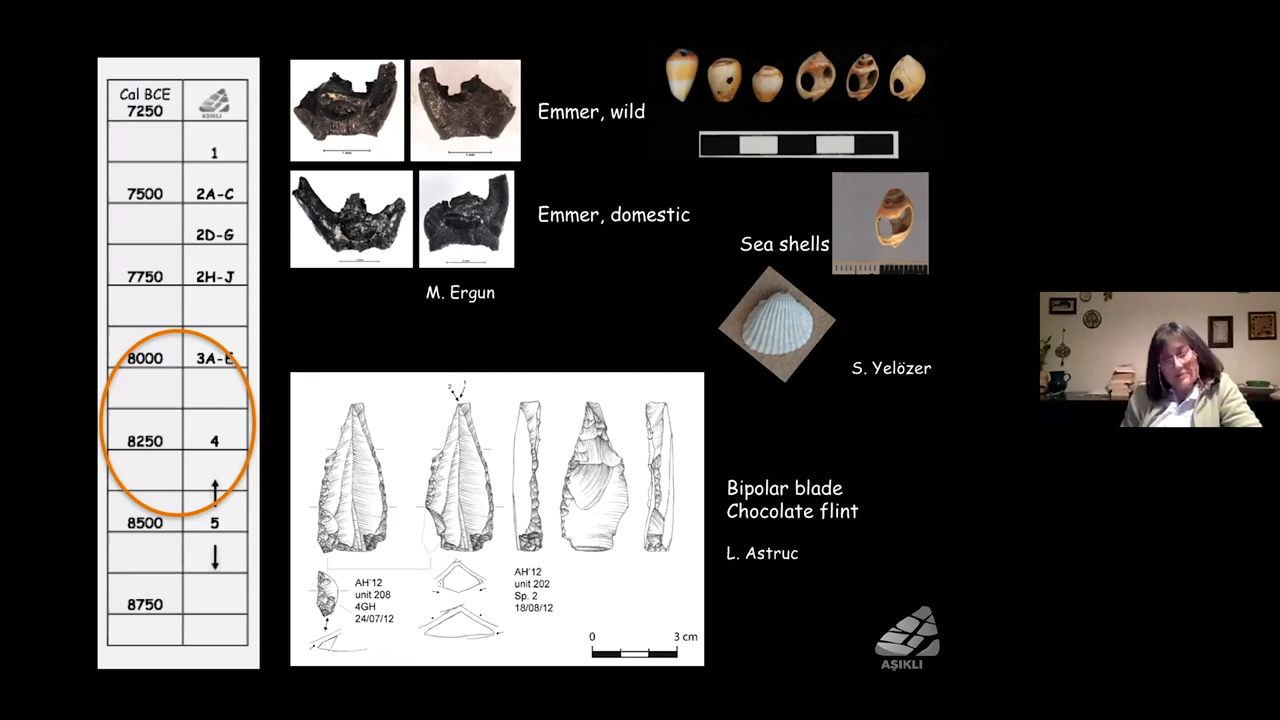 Cal BCE
7250
AŞIKLI
1
7500 2A-C
2D-G
7750 2H-J
8000 3A-E
8250 4
8500 5
8750
Emmer, wild
Emmer, domestic
M. Ergun
Sea shells
S. Yelözer
2 1
AH'12
unit 208
4GH
24/07/12
AH'12
unit 202
Sp. 2
18/08/12
0 3 cm
Bipolar blade
Chocolate flint
L. Astruc
AŞIKLI